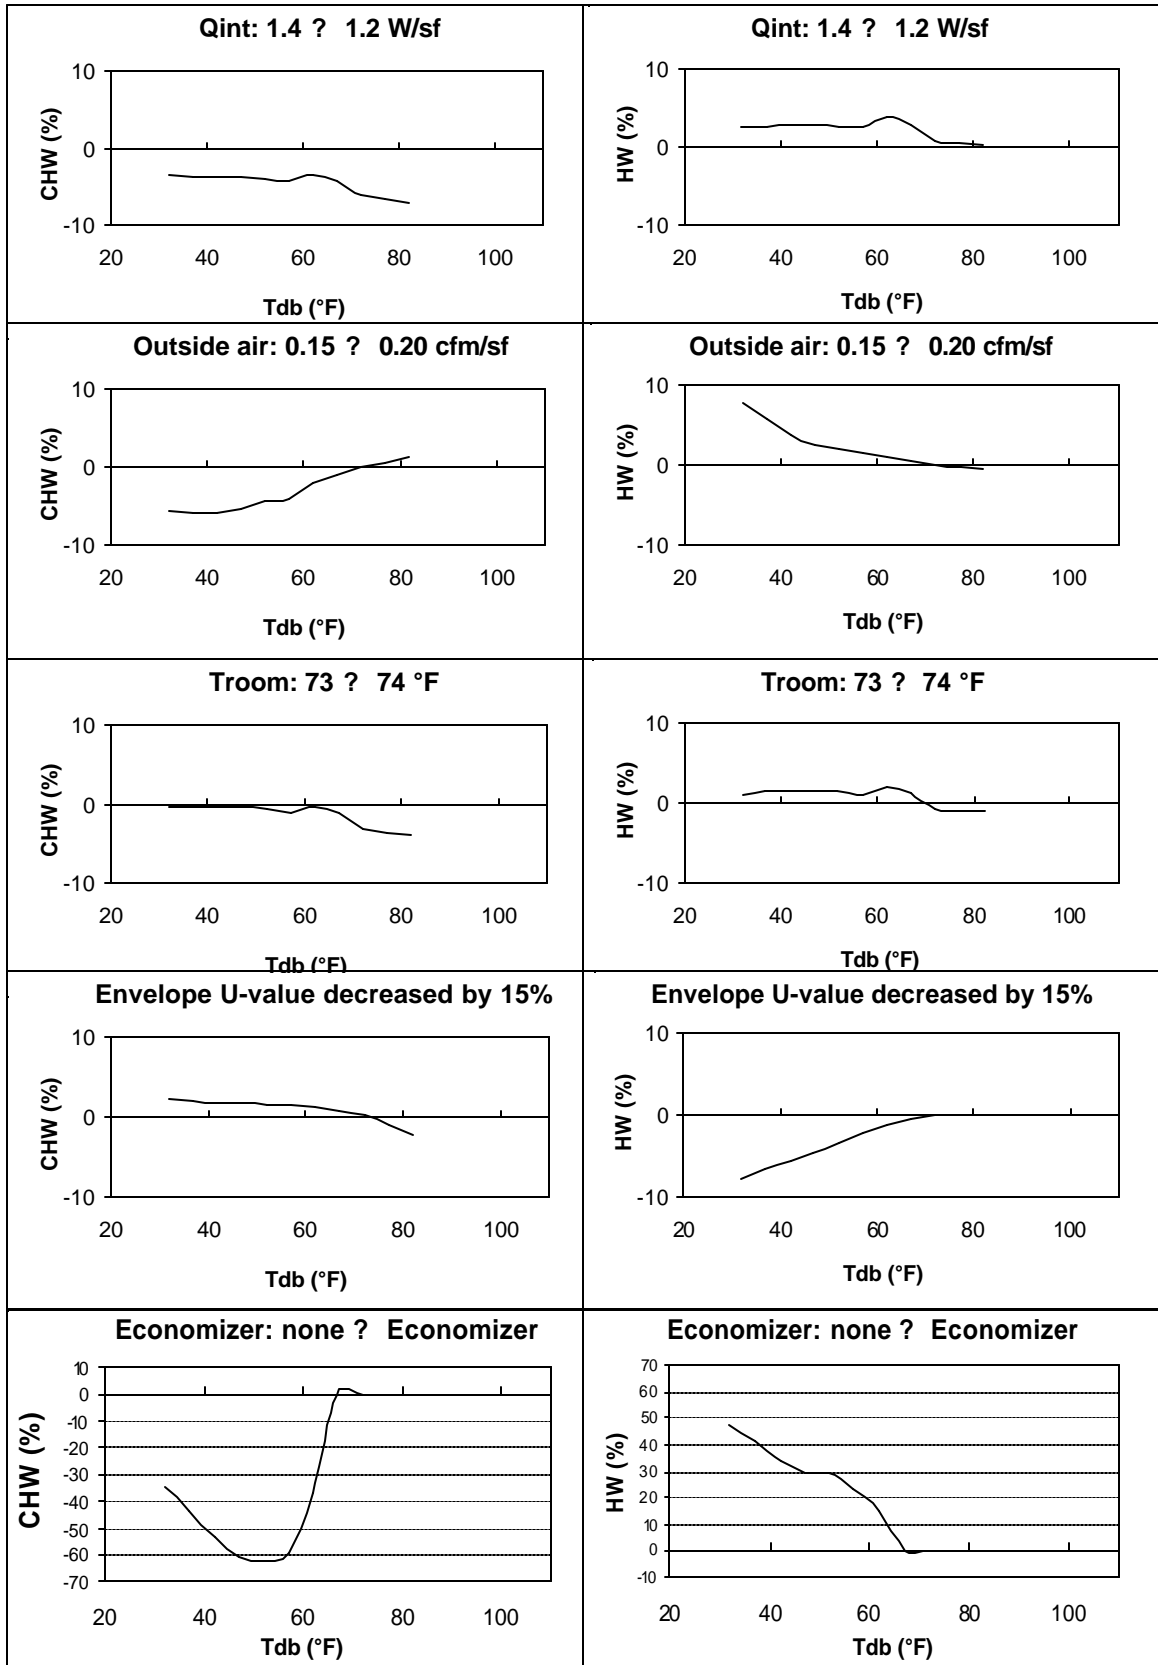 Qint: 1.4 ? 1.2 W/sf
10
0
-10
CHW (%)
20 40 60 80 100
Tdb (°F)
Qint: 1.4 ? 1.2 W/sf
10
0
-10
HW (%)
20 40 60 80 100
Tdb (°F)
Outside air: 0.15 ? 0.20 cfm/sf
10
0
-10
CHW (%)
20 40 60 80 100
Tdb (°F)
Outside air: 0.15 ? 0.20 cfm/sf
10
0
-10
HW (%)
20 40 60 80 100
Tdb (°F)
Troom: 73 ? 74 °F
10
0
-10
CHW (%)
20 40 60 80 100
Tdb (°F)
Troom: 73 ? 74 °F
10
0
-10
HW (%)
20 40 60 80 100
Tdb (°F)
Envelope U-value decreased by 15%
10
0
-10
CHW (%)
20 40 60 80 100
Tdb (°F)
Envelope U-value decreased by 15%
10
0
-10
HW (%)
20 40 60 80 100
Tdb (°F)
Economizer: none ? Economizer
10
0
-10
-20
-30
-40
-50
-60
-70
CHW (%)
20 40 60 80 100
Tdb (°F)
Economizer: none ? Economizer
70
60
50
40
30
20
10
0
-10
HW (%)
20 40 60 80 100
Tdb (°F)